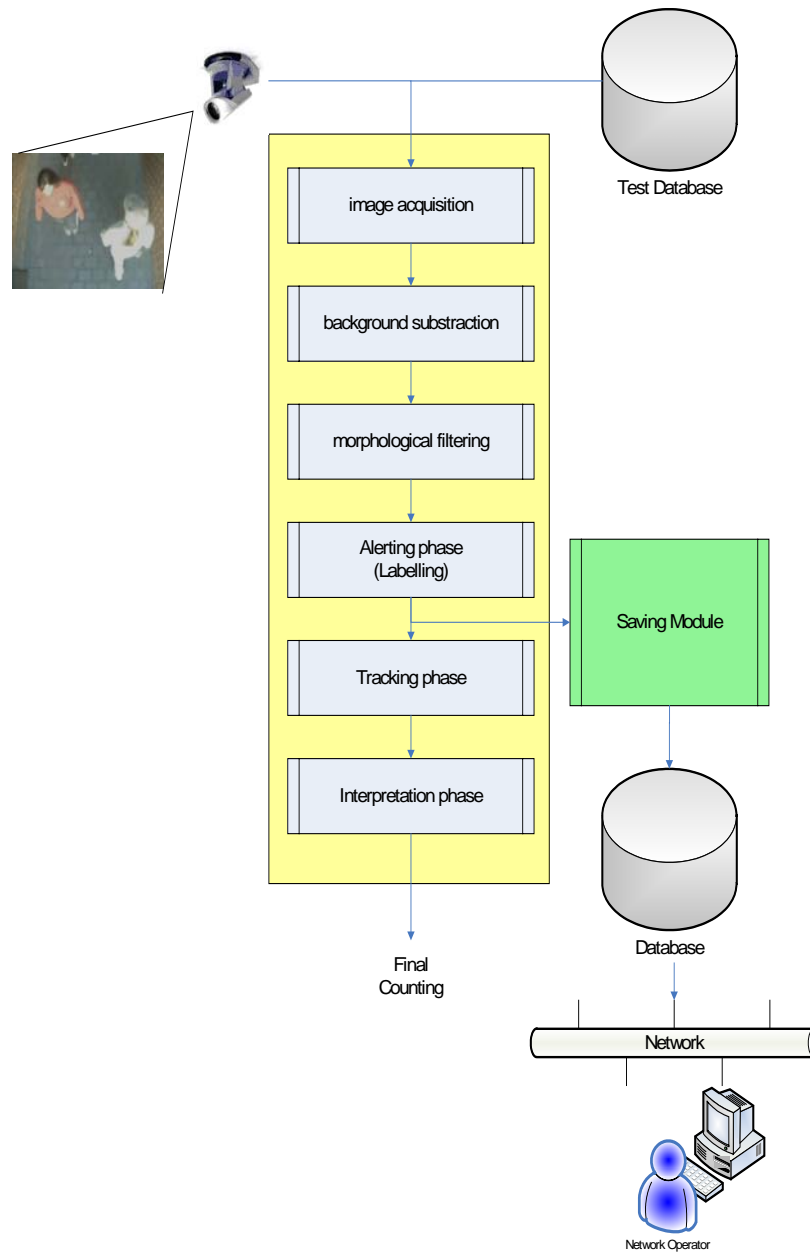 Test Database
image acquisition
background substraction
morphological filtering
Alerting phase
(Labelling)
Saving Module
Tracking phase
Interpretation phase
Database
Final
Counting
Network
Network Operator